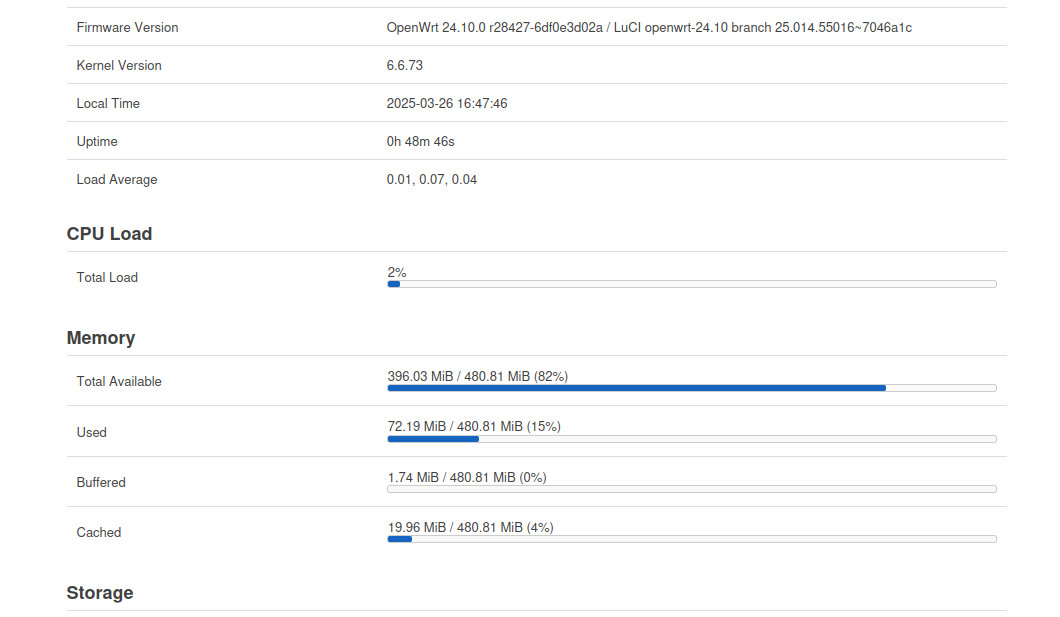 Firmware Version OpenWrt 24.10.0 r28427-6df0e3d02a / LuCI openwrt-24.10 branch 25.014.55016~7046a1c
Kernel Version 6.6.73
Local Time 2025-03-26 16:47:46
Uptime 0h 48m 46s
Load Average 0.01, 0.07, 0.04
CPU Load
Total Load 2%
Memory
Total Available 396.03 MiB / 480.81 MiB (82%)
Used 72.19 MiB / 480.81 MiB (15%)
Buffered 1.74 MiB / 480.81 MiB (0%)
Cached 19.96 MiB / 480.81 MiB (4%)
Storage